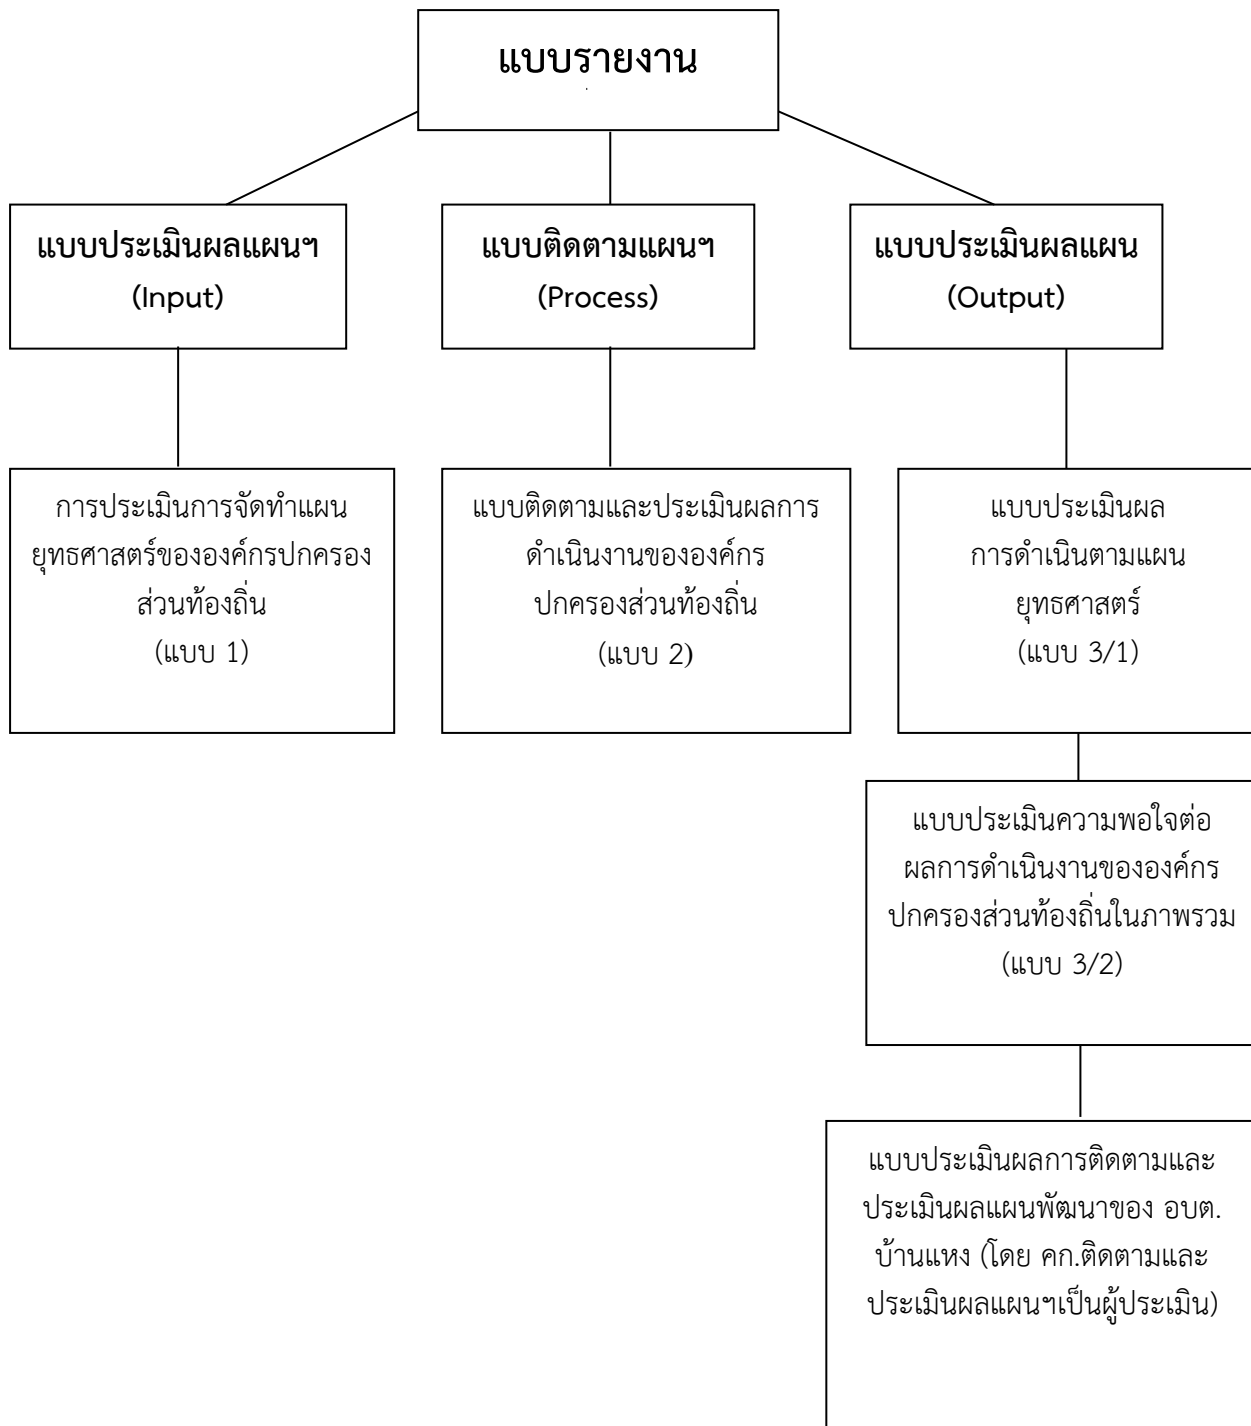 แบบรายงาน
แบบประเมินผลแผนฯ
(Input)
แบบติดตามแผนฯ
(Process)
แบบประเมินผลแผน
(Output)
การประเมินการจัดทำแผน
ยุทธศาสตร์ขององค์กรปกครอง
ส่วนท้องถิ่น
(แบบ 1)
แบบติดตามและประเมินผลการ
ดำเนินงานขององค์กร
ปกครองส่วนท้องถิ่น
(แบบ 2)
แบบประเมินผล
การดำเนินตามแผน
ยุทธศาสตร์
(แบบ 3/1)
แบบประเมินความพอใจต่อ
ผลการดำเนินงานขององค์กร
ปกครองส่วนท้องถิ่นในภาพรวม
(แบบ 3/2)
แบบประเมินผลการติดตามและ
ประเมินผลแผนพัฒนาของ อบต.
บ้านแหง (โดย คก.ติดตามและ
ประเมินผลแผนฯเป็นผู้ประเมิน)